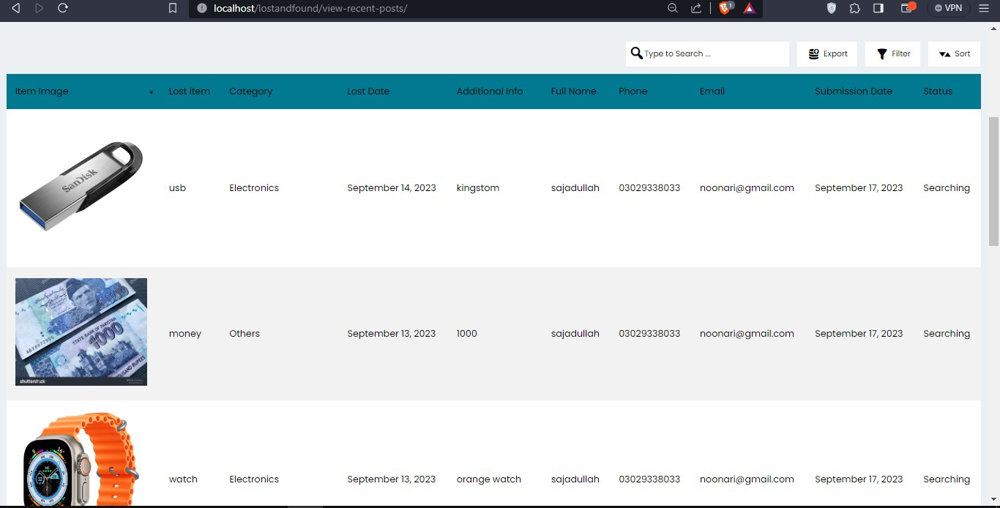 localhost/lostandfound/view-recent-posts/
1
VPN
Type to Search ...
Export
Filter
Sort
Item Image Lost item Category Lost Date Additional Info Full Name Phone Email Submission Date Status
SanDisk
usb Electronics September 14, 2023 kingstom sajadullah 03029338033 noonari@gmail.com September 17, 2023 Searching
1000
STATE BANK OF PAKISTAN
1000
shutterstock
money Others September 13, 2023 1000 sajadullah 03029338033 noonari@gmail.com September 17, 2023 Searching
watch Electronics September 13, 2023 orange watch sajadullah 03029338033 noonari@gmail.com September 17, 2023 Searching